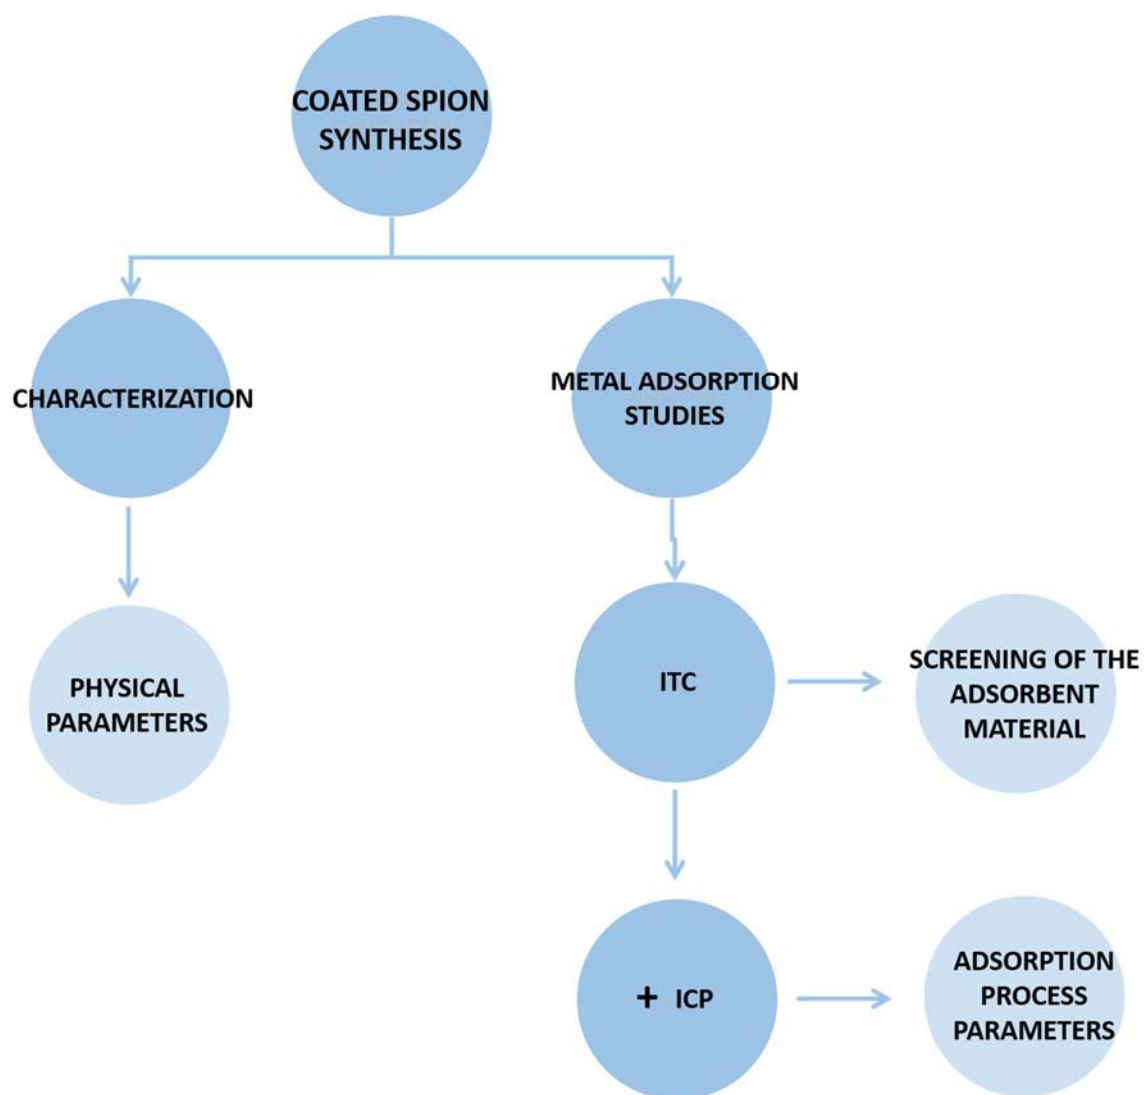 COATED SPION
SYNTHESIS
CHARACTERIZATION
METAL ADSORPTION
STUDIES
PHYSICAL
PARAMETERS
ITC
SCREENING OF THE
ADSORBENT
MATERIAL
+ ICP
ADSORPTION
PROCESS
PARAMETERS